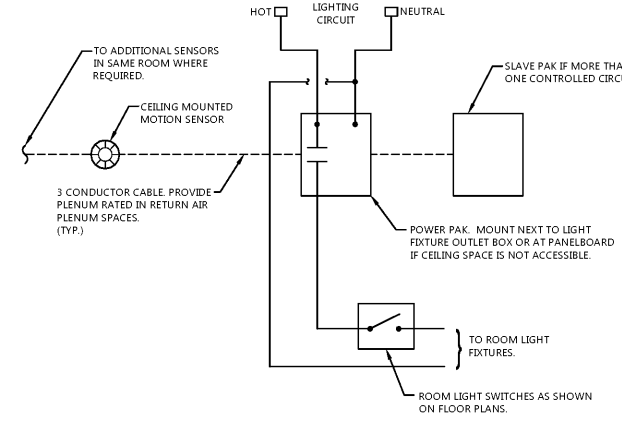 LIGHTING
CIRCUIT
HOT
NEUTRAL
TO ADDITIONAL SENSORS
IN SAME ROOM WHERE
REQUIRED.
SLAVE PAK IF MORE THA
ONE CONTROLLED CIRCU
CEILING MOUNTED
MOTION SENSOR
3 CONDUCTOR CABLE. PROVIDE
PLENUM RATED IN RETURN AIR
PLENUM SPACES.
(TYP.)
POWER PAK. MOUNT NEXT TO LIGHT
FIXTURE OUTLET BOX OR AT PANELBOARD
IF CEILING SPACE IS NOT ACCESSIBLE.
TO ROOM LIGHT
FIXTURES.
ROOM LIGHT SWITCHES AS SHOWN
ON FLOOR PLANS.